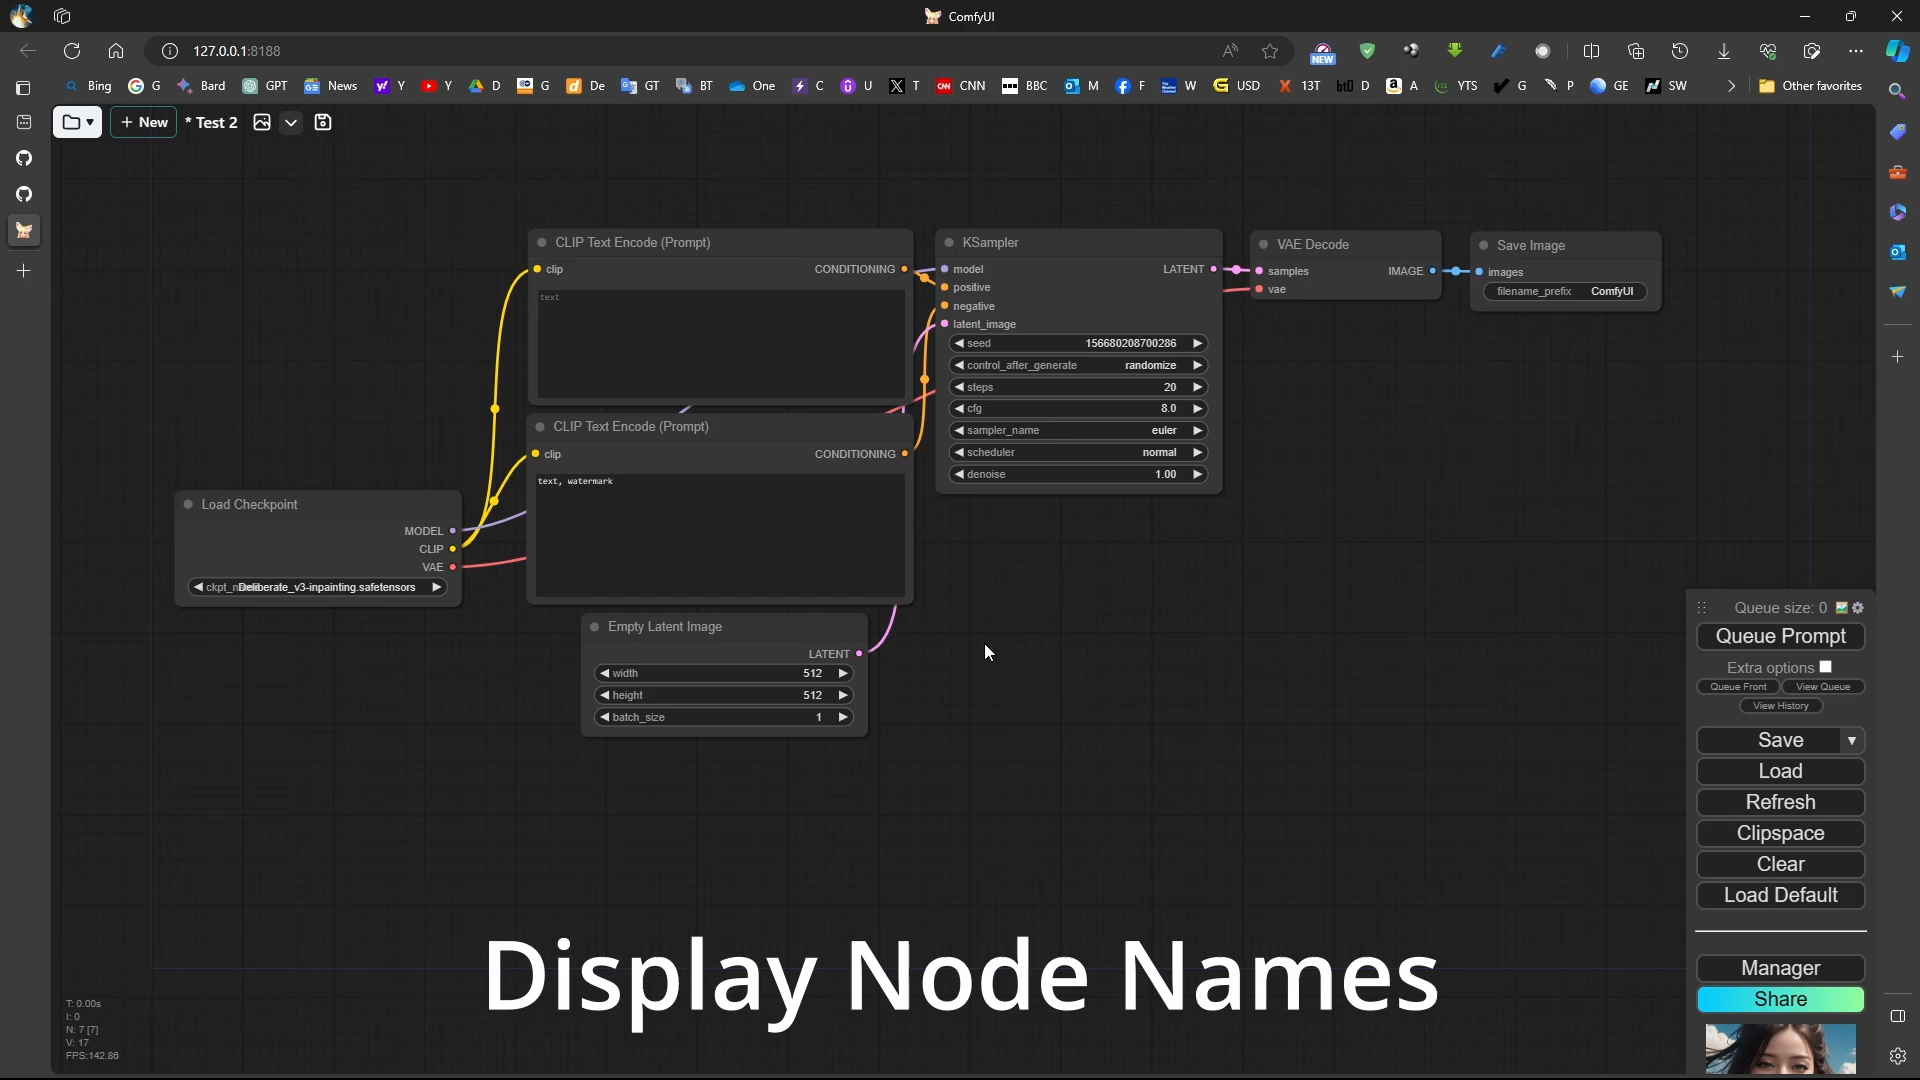 ComfyUI
127.0.0.1:8188
A
NEW
Bing G Bard GPT News Y Y D G De GT BT One C U T CNN BBC M F W USD 13T D A YTS G P GE SW Other favorites
+ New * Test 2
CLIP Text Encode (Prompt)
clip CONDITIONING
text
CLIP Text Encode (Prompt)
clip CONDITIONING
text, watermark
KSampler
model LATENT
positive
negative
latent_image
seed 156680208700286
control_after_generate randomize
steps 20
cfg 8.0
sampler_name euler
scheduler normal
denoise 1.00
VAE Decode
samples IMAGE
vae
Save Image
images
filename_prefix ComfyUI
Load Checkpoint
MODEL
CLIP
VAE
Deliberate_v3-inpainting.safetensors
Empty Latent Image
LATENT
width 512
height 512
batch_size 1
Queue size: 0
Queue Prompt
Extra options
Queue Front View Queue
View History
Save
Load
Refresh
Clipspace
Clear
Load Default
Manager
Share
Display Node Names
T: 0.00s
I: 0
N: 7 [7]
V: 17
FPS:142.86